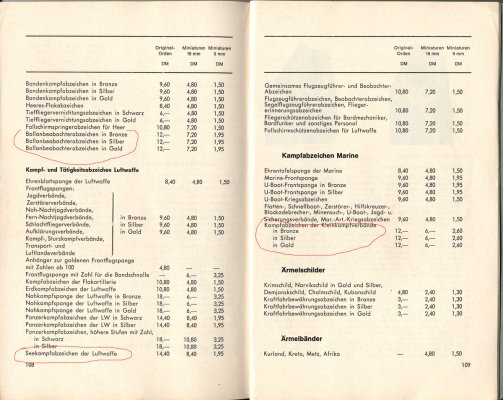 Original-
Orden
DM
Miniaturen
16 mm
DM
Miniaturen
9 mm
DM
Bandenkampfabzeichen in Bronze 9,60 4,80 1,50
Bandenkampfabzeichen in Silber 9,60 4,80 1,50
Bandenkampfabzeichen in Gold 9,60 4,80 1,50
Heeres-Flakabzeichen 8,40 4,80 1,50
Tieffliegervernichtungsabzeichen in Schwarz 6,— 4,80 1,50
Tieffliegervernichtungsabzeichen in Gold 6,— 4,80 1,50
Fallschirmspringerabzeichen für Heer 10,80 7,20 1,95
Ballonbeobachterabzeichen in Bronze 12,— 7,20 1,95
Ballonbeobachterabzeichen in Silber 12,— 7,20 1,95
Ballonbeobachterabzeichen in Gold 12,— 7,20 1,95
Kampf- und Tätigkeitsabzeichen Luftwaffe
Ehrenblattspange der Luftwaffe 8,40 4,80 1,50
Frontflugspangen:
Jagdverbände,
Zerstörerverbände,
Nah-Nachtjagdverbände
Fern-Nachtjagdverbände in Bronze 9,60 4,80 1,50
Schlachtfliegerverbände in Silber 9,60 4,80 1,50
Aufklärungsverbände in Gold 9,60 4,80 1,50
Kampf-, Sturzkampfverbände,
Transport- und
Luftlandeverbände
Anhänger zur goldenen Frontflugspange
mit Zahlen ab 100 4,80 — —
Frontflugspange mit Zahl für die Bandschnalle — — 1,50
Kampfabzeichen der Flakartillerie 10,80 4,80 1,50
Erdkampfabzeichen der Luftwaffe 10,80 4,80 1,50
Nahkampfspange der Luftwaffe in Bronze 18,— 6,— 3,25
Nahkampfspange der Luftwaffe in Silber 18,— 6,— 3,25
Nahkampfspange der Luftwaffe in Gold 18,— 6,— 3,25
Panzerkampfabzeichen der LW in Schwarz 14,40 8,40 1,95
Panzerkampfabzeichen der LW in Silber 14,40 8,40 1,95
Panzerkampfabzeichen, höhere Stufen mit Zahl,
in Schwarz 18,— 10,80 3,25
in Silber 18,— 10,80 3,25
Seekampfabzeichen der Luftwaffe 14,40 8,40 1,95
108
Original-
Orden
DM
Miniaturen
16 mm
DM
Miniaturen
9 mm
DM
Gemeinsames Flugzeugführer- und Beobachter-
Abzeichen 10,80 7,20 1,50
Flugzeugführerabzeichen, Beobachterabzeichen,
Segelflugzeugführerabzeichen, Flieger-
erinnerungsabzeichen 10,80 7,20 1,50
Fliegerschützenabzeichen für Bordmechaniker,
Bordfunker und sonstiges Personal 10,80 7,20 1,50
Fallschirmschützenabzeichen für Luftwaffe 10,80 7,20 1,50
Kampfabzeichen Marine
Ehrentafelspange der Marine 8,40 4,80 1,50
Marine-Frontspange 9,60 4,80 1,95
U-Boot-Frontspange in Bronze 9,60 4,80 1,50
U-Boot-Frontspange in Silber 9,60 4,80 1,50
U-Boot-Kriegsabzeichen 9,60 4,80 1,50
Flotten-, Schnellboot-, Zerstörer-, Hilfskreuzer-,
Blockadebrecher-, Minensuch-, U-Boot-, Jagd- u.
Sicherungsverbände, Mar.-Art.-Kriegsabzeichen 9,60 4,80 1,50
Kampfabzeichen der Kleinkampfverbände
in Bronze 12,— 6,— 2,60
in Silber 12,— 6,— 2,60
in Gold 12,— 6,— 2,60
Ärmelschilder
Krimschild, Narvikschild in Gold und Silber,
Demjanskschild, Cholmschild, Kubanschild 4,80 2,40 1,30
Kraftfahrbewährungsabzeichen in Bronze 3,— 2,40 1,30
Kraftfahrbewährungsabzeichen in Silber 3,— 2,40 1,30
Kraftfahrbewährungsabzeichen in Gold 3,— 2,40 1,30
Ärmelbänder
Kurland, Kreta, Metz, Afrika — 4,80 1,50
109